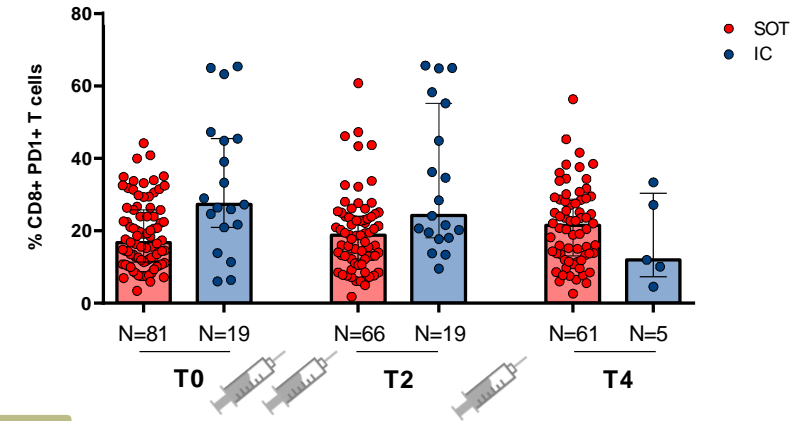 80
60
40
20
0
% CD8+ PD1+ T cells
SOT
IC
N=81 N=19 N=66 N=19 N=61 N=5
T0 T2 T4